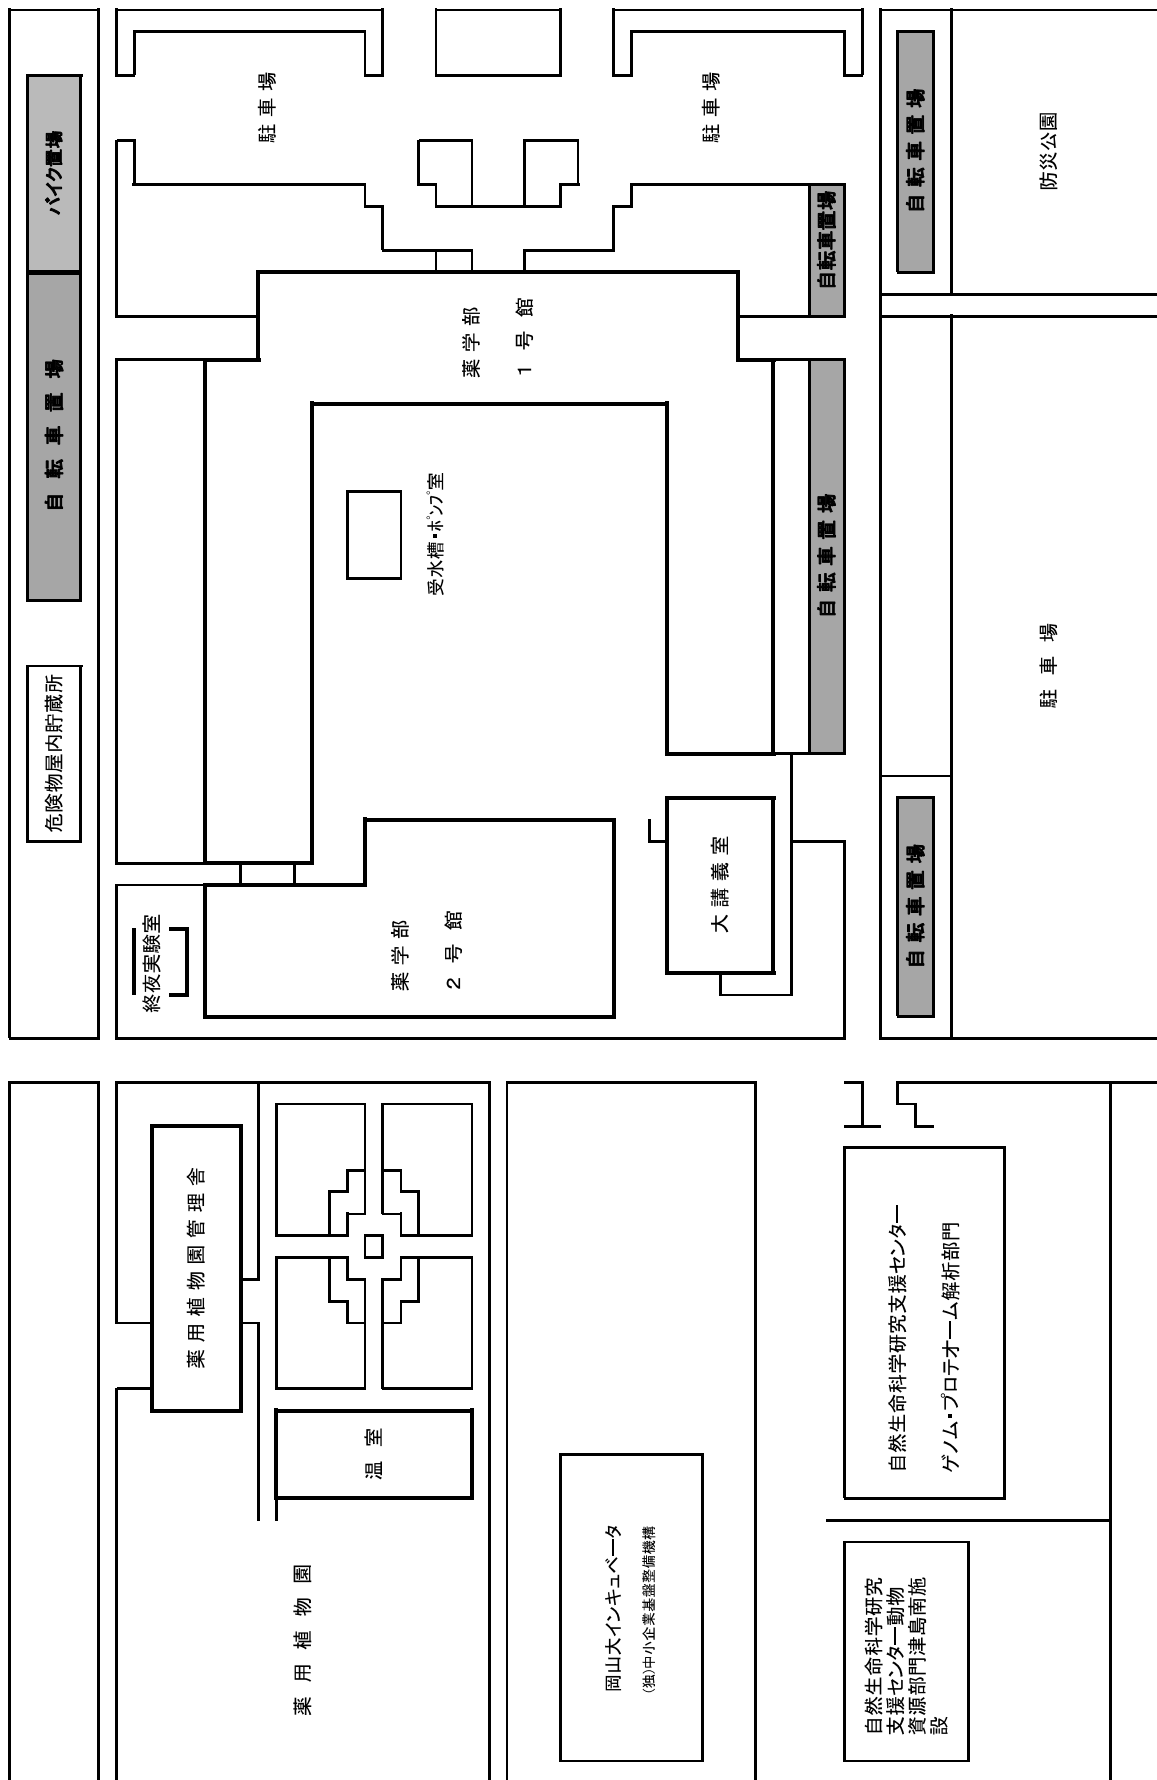 バイク置場
自転車置場
危険物屋内貯蔵所
駐車場
駐車場
自転車置場
防災公園
自転車置場
薬学部
1号館
受水槽・ポンプ室
自転車置場
駐車場
大講義室
自転車置場
薬学部
2号館
終夜実験室
薬用植物園管理舎
温室
薬用植物園
岡山大インキュベータ
(独)中小企業基盤整備機構
自然生命科学研究支援センター
ゲノム・プロテオーム解析部門
自然生命科学研究
支援センター動物
資源部門津島南施
設